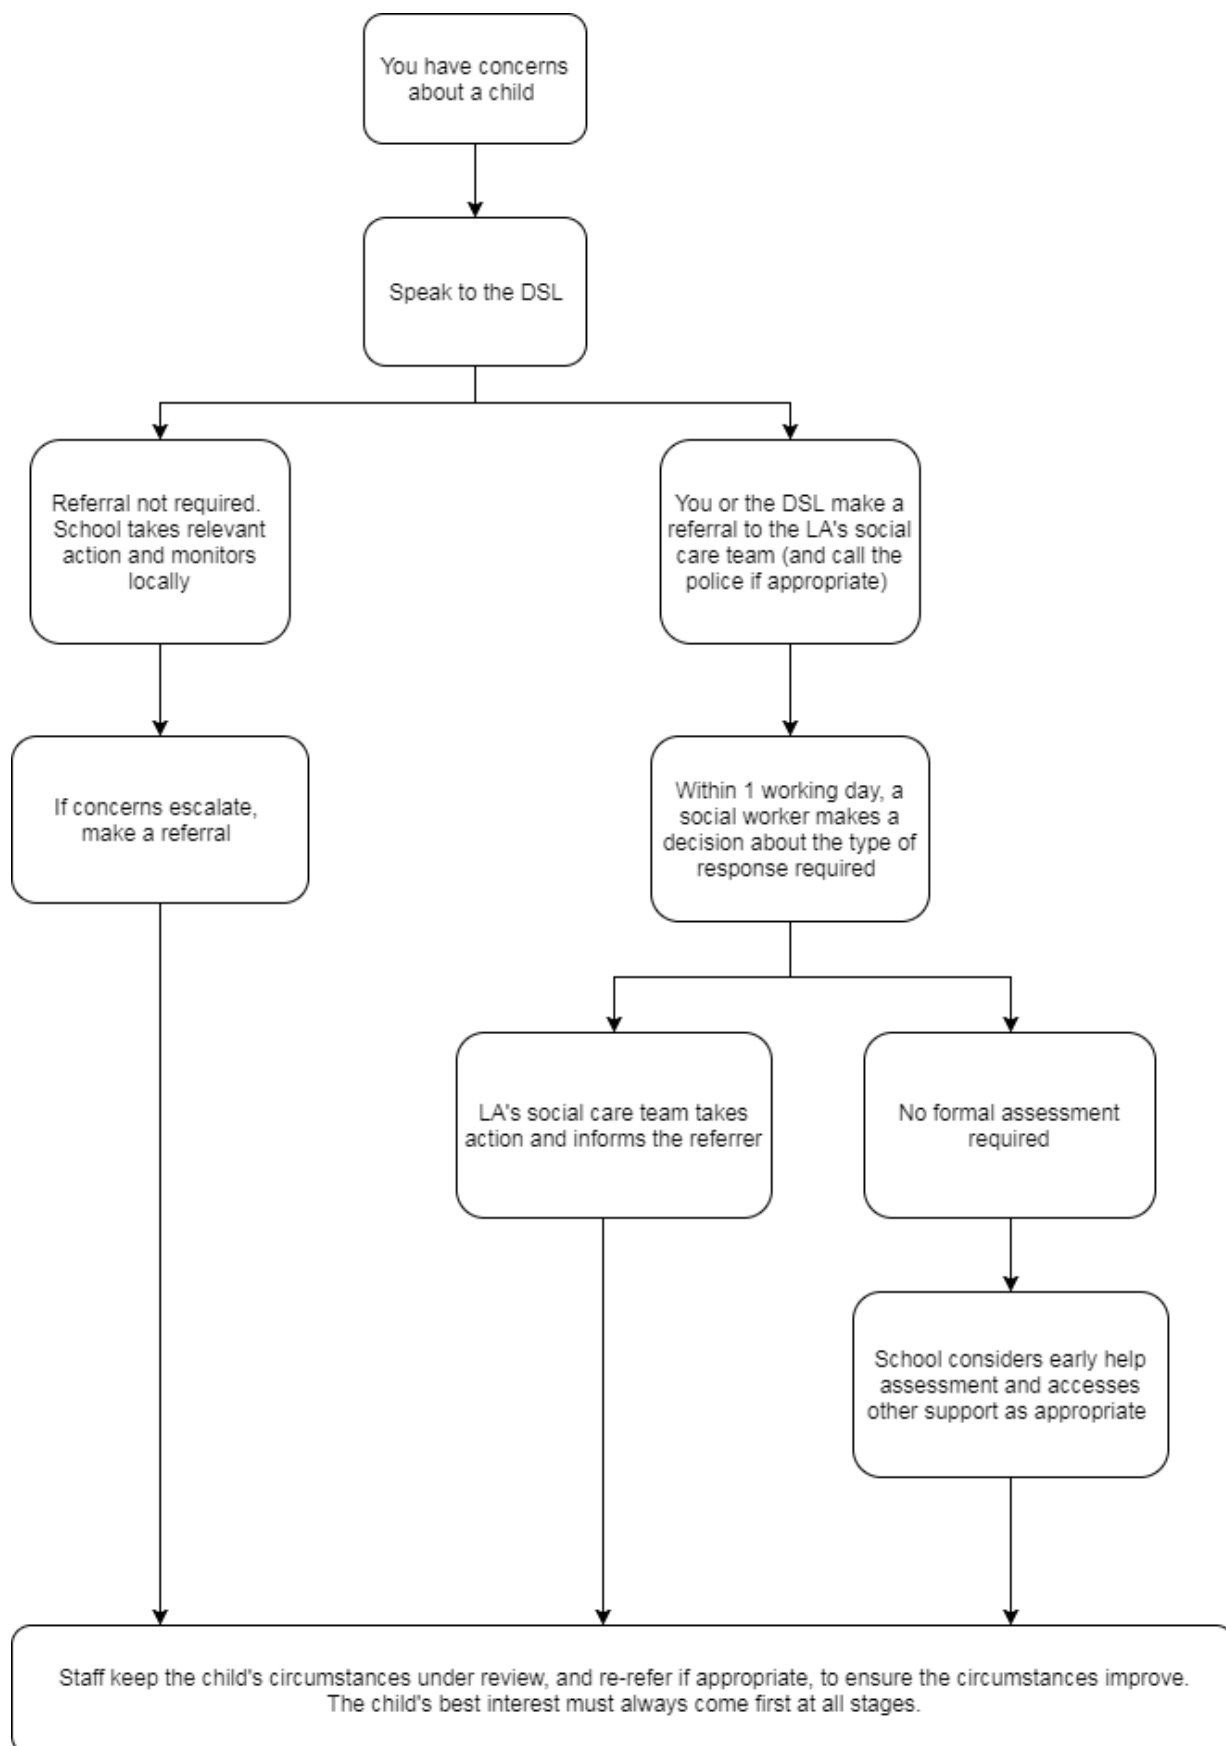 You have concerns
about a child
Speak to the DSL
Referral not required.
School takes relevant
action and monitors
locally
You or the DSL make a
referral to the LA's social
care team (and call the
police if appropriate)
If concerns escalate,
make a referral
Within 1 working day, a
social worker makes a
decision about the type of
response required
LA's social care team takes
action and informs the referrer
No formal assessment
required
School considers early help
assessment and accesses
other support as appropriate
Staff keep the child's circumstances under review, and re-refer if appropriate, to ensure the circumstances improve.
The child's best interest must always come first at all stages.